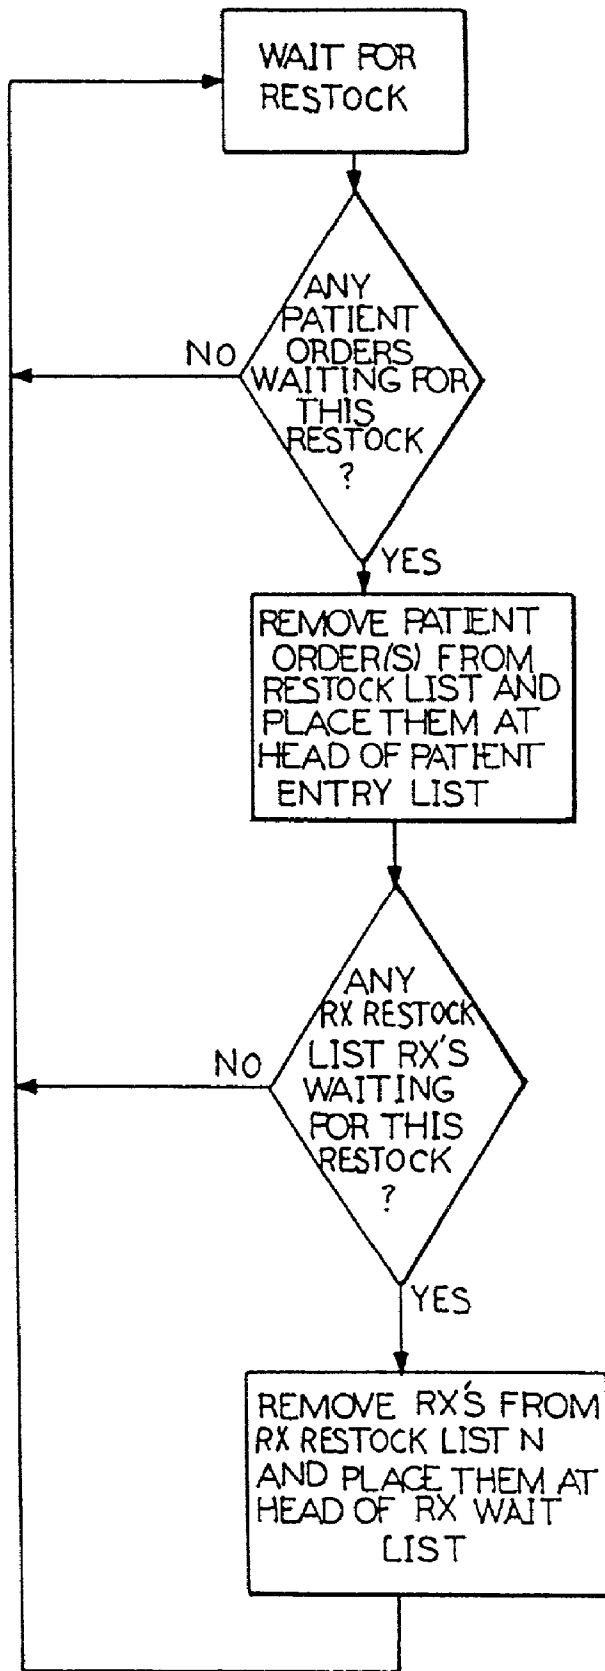 WAIT FOR
RESTOCK
ANY
PATIENT
ORDERS
WAITING FOR
THIS
RESTOCK
?
NO
YES
REMOVE PATIENT
ORDER(S) FROM
RESTOCK LIST AND
PLACE THEM AT
HEAD OF PATIENT
ENTRY LIST
ANY
RX RESTOCK
LIST RX'S
WAITING
FOR THIS
RESTOCK
?
NO
YES
REMOVE RX'S FROM
RX RESTOCK LIST N
AND PLACE THEM AT
HEAD OF RX WAIT
LIST